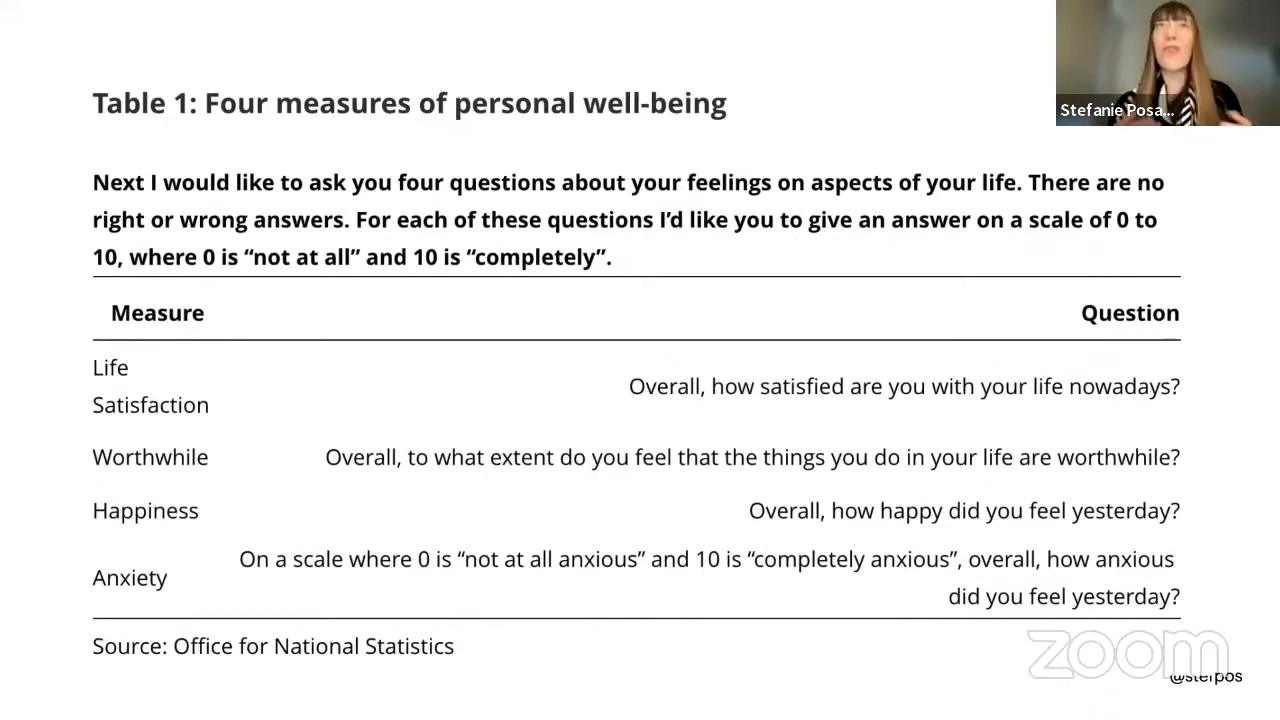 Stefanie Posa...
Table 1: Four measures of personal well-being
Next I would like to ask you four questions about your feelings on aspects of your life. There are no
right or wrong answers. For each of these questions I’d like you to give an answer on a scale of 0 to
10, where 0 is “not at all” and 10 is “completely”.
Measure Question
Life
Satisfaction
Overall, how satisfied are you with your life nowadays?
Worthwhile Overall, to what extent do you feel that the things you do in your life are worthwhile?
Happiness Overall, how happy did you feel yesterday?
Anxiety
On a scale where 0 is “not at all anxious” and 10 is “completely anxious”, overall, how anxious
did you feel yesterday?
Source: Office for National Statistics
zoom